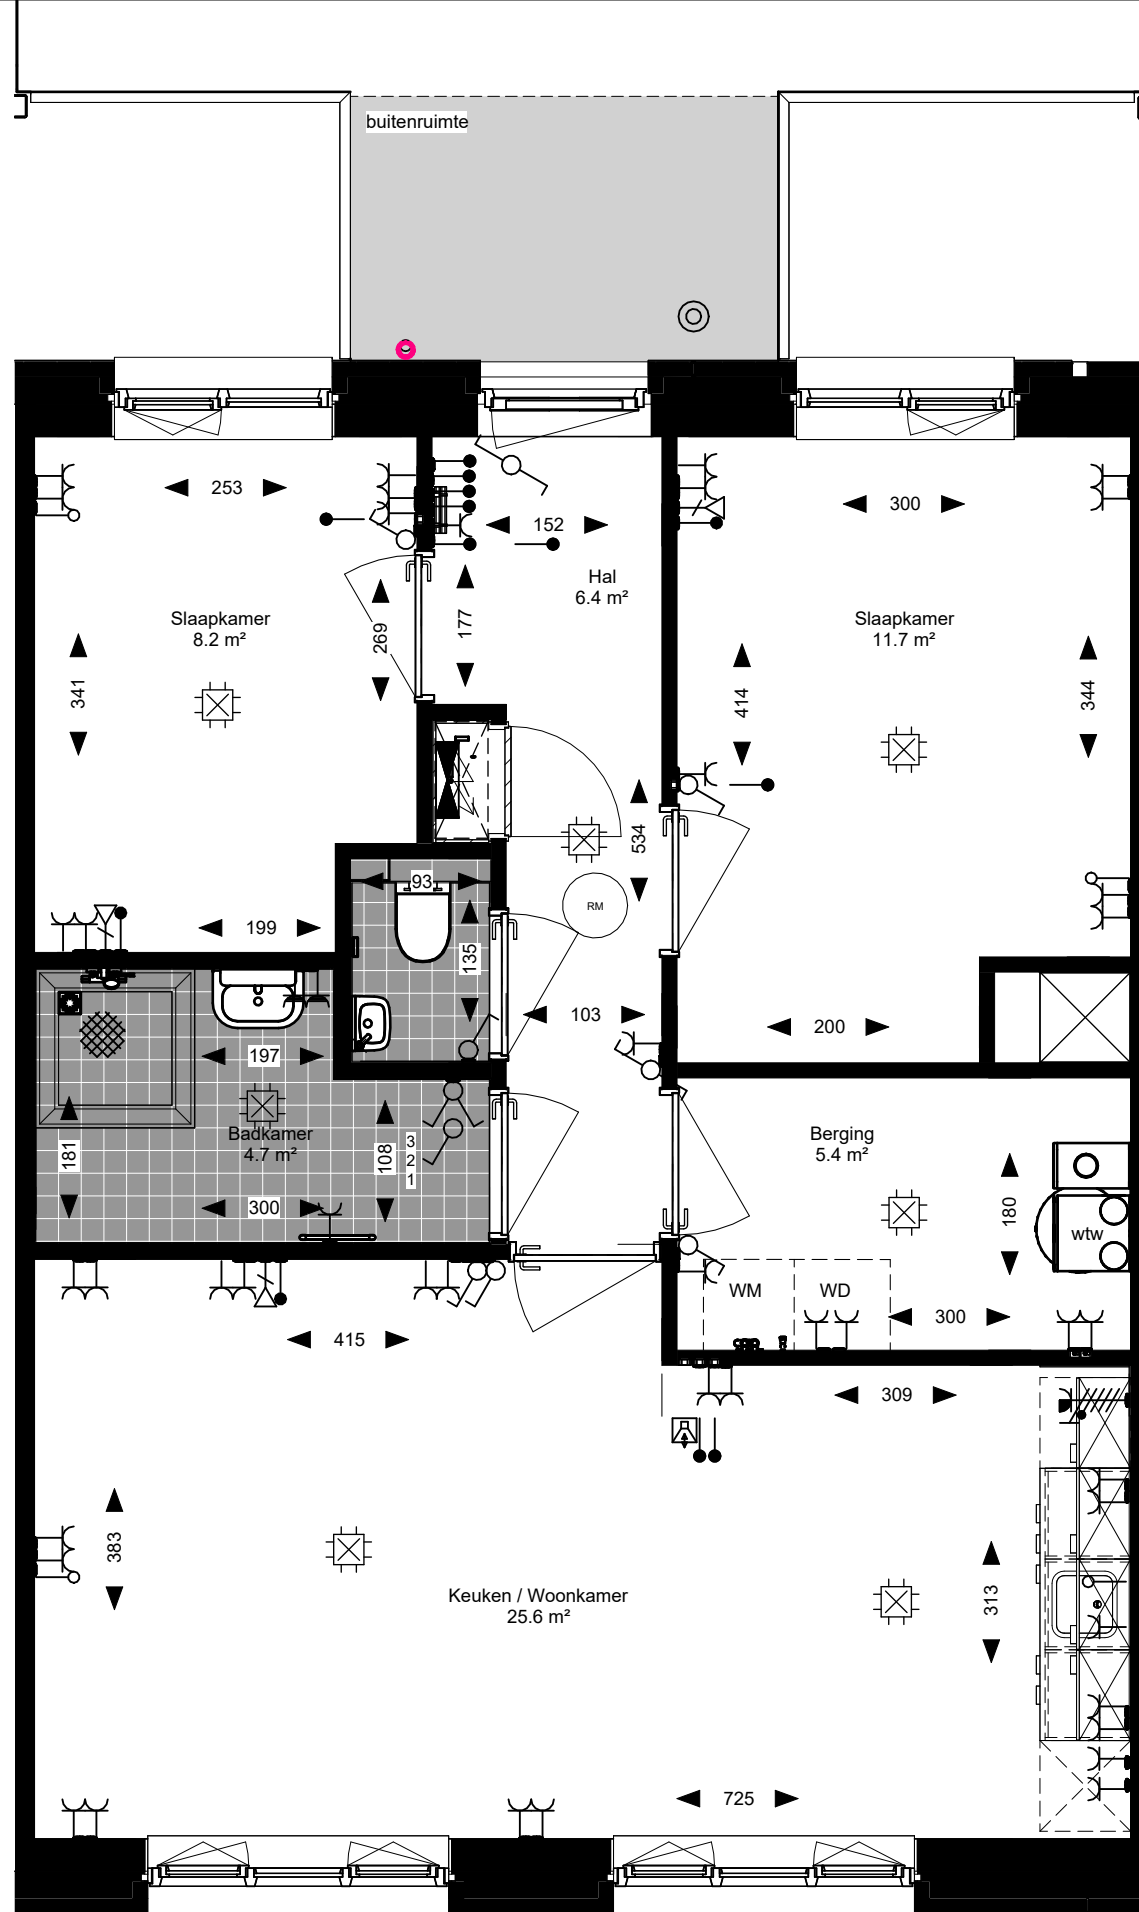 buitenruimte
253
152
300
Hal
6.4 m²
Slaapkamer
8.2 m²
269
177
Slaapkamer
11.7 m²
341
414
344
534
93
RM
199
135
103
200
197
Badkamer
4.7 m²
181
108
3
2
1
300
Berging
5.4 m²
180
wtw
WM
WD
300
415
309
383
Keuken / Woonkamer
25.6 m²
313
725